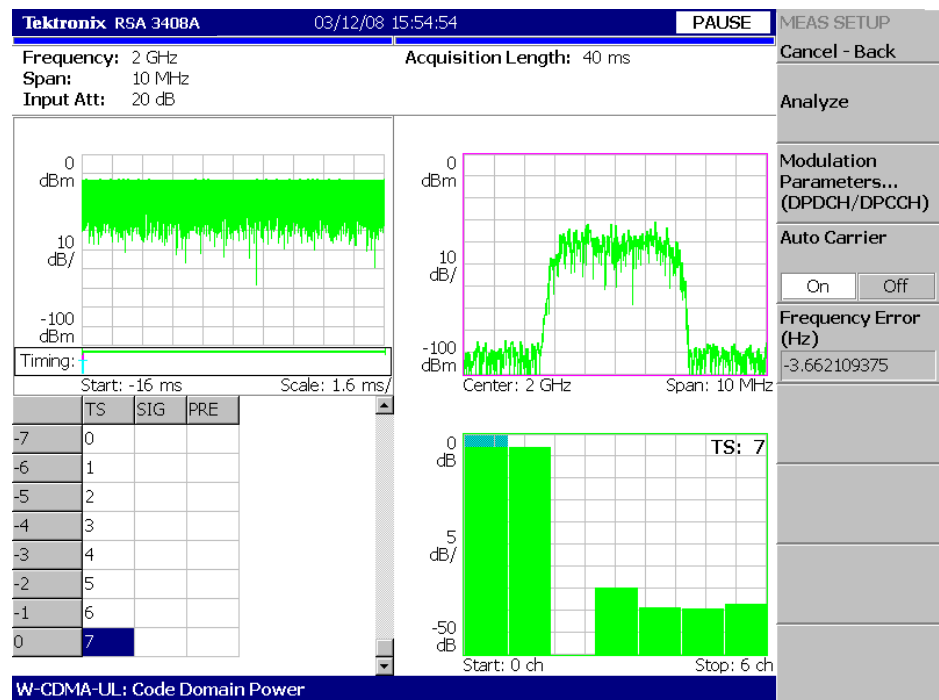 Tektronix RSA 3408A 03/12/08 15:54:54 PAUSE
Frequency: 2 GHz
Span: 10 MHz
Input Att: 20 dB
Acquisition Length: 40 ms
0
dBm
10
dB/
-100
dBm
Timing:
Start: -16 ms Scale: 1.6 ms/
0
dBm
10
dB/
-100
dBm
Center: 2 GHz Span: 10 MHz
TS SIG PRE
-7 0
-6 1
-5 2
-4 3
-3 4
-2 5
-1 6
0 7
0
dB
TS: 7
5
dB/
-50
dB
Start: 0 ch Stop: 6 ch
W-CDMA-UL: Code Domain Power
MEAS SETUP
Cancel - Back
Analyze
Modulation
Parameters...
(DPDCH/DPCCH)
Auto Carrier
On Off
Frequency Error
(Hz)
-3.662109375